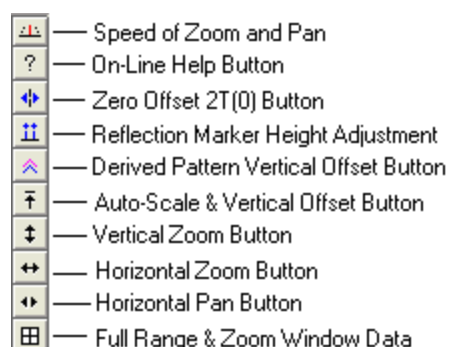 Speed of Zoom and Pan
? On-Line Help Button
Zero Offset 2T(0) Button
Reflection Marker Height Adjustment
Derived Pattern Vertical Offset Button
Auto-Scale & Vertical Offset Button
Vertical Zoom Button
Horizontal Zoom Button
Horizontal Pan Button
Full Range & Zoom Window Data